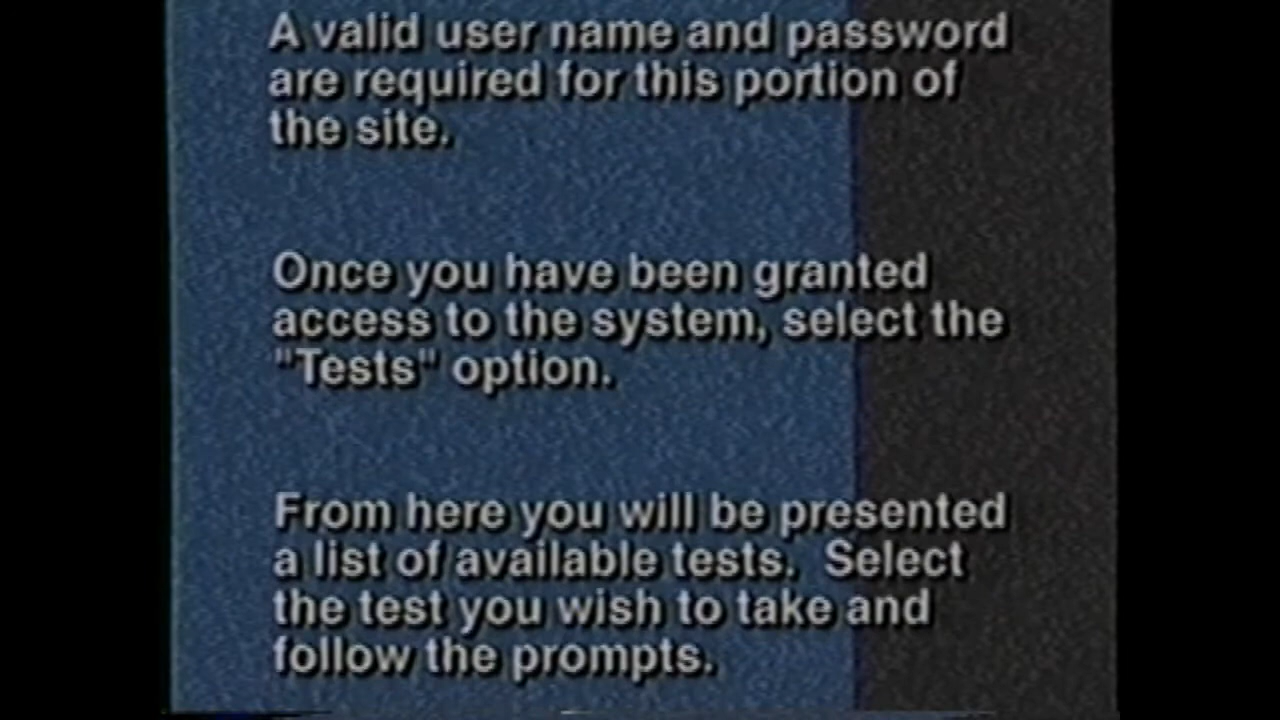 A valid user name and password
are required for this portion of
the site.
Once you have been granted
access to the system, select the
"Tests" option.
From here you will be presented
a list of available tests.  Select
the test you wish to take and
follow the prompts.